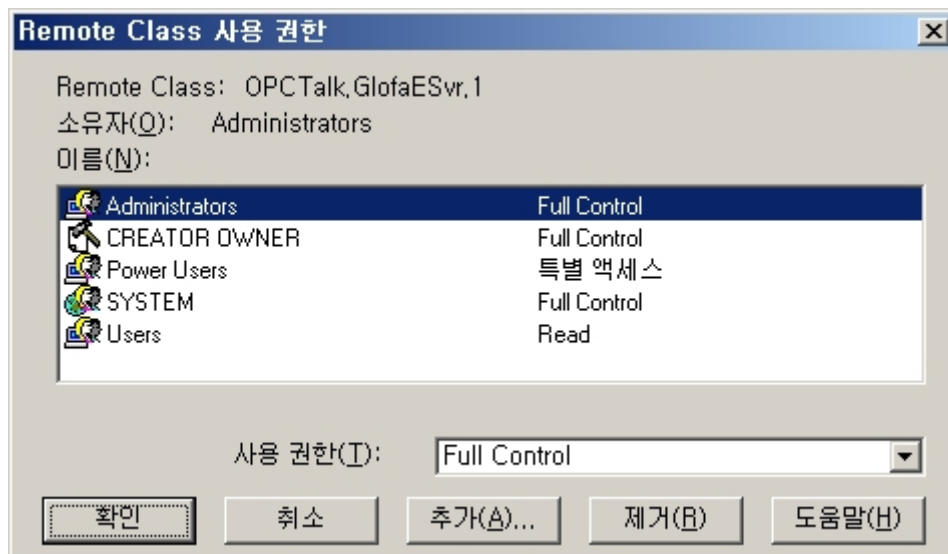 Remote Class 사용 권한
Remote Class: OPCTalk,GlofaESvr,1
소유자(O): Administrators
이름(N):
Administrators Full Control
CREATOR OWNER Full Control
Power Users 특별 액세스
SYSTEM Full Control
Users Read
사용 권한(T): Full Control
확인 취소 추가(A)... 제거(R) 도움말(H)